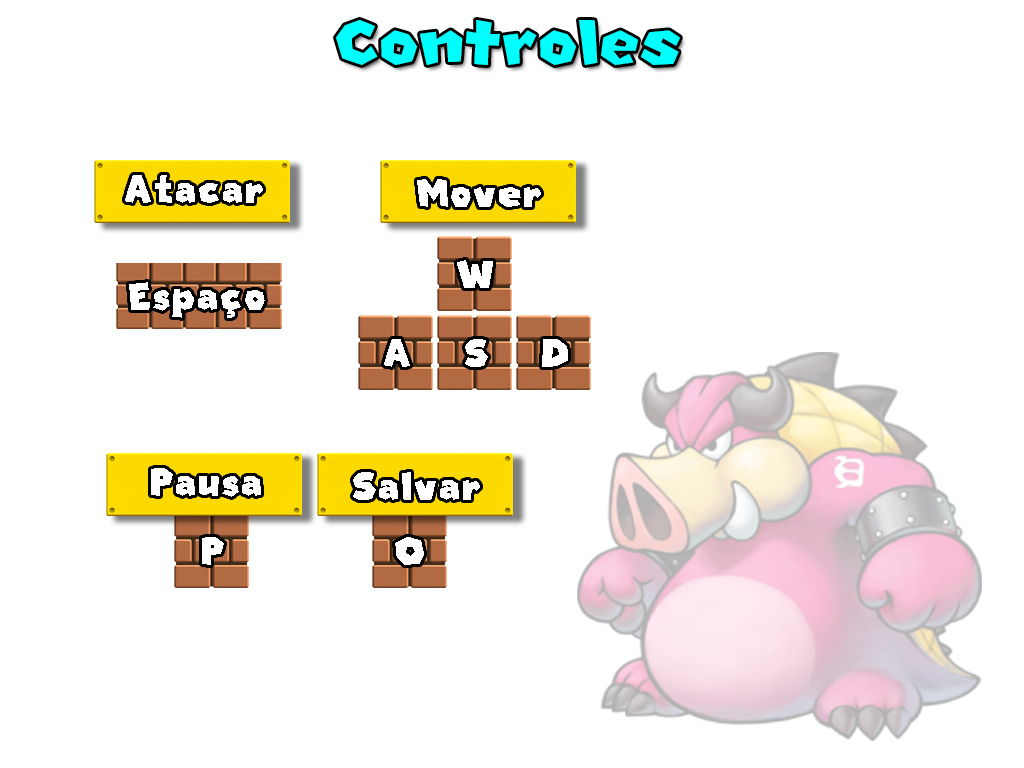 Controles
Atacar
Mover
Espaço
W
A S D
Pausa
Salvar
P
O